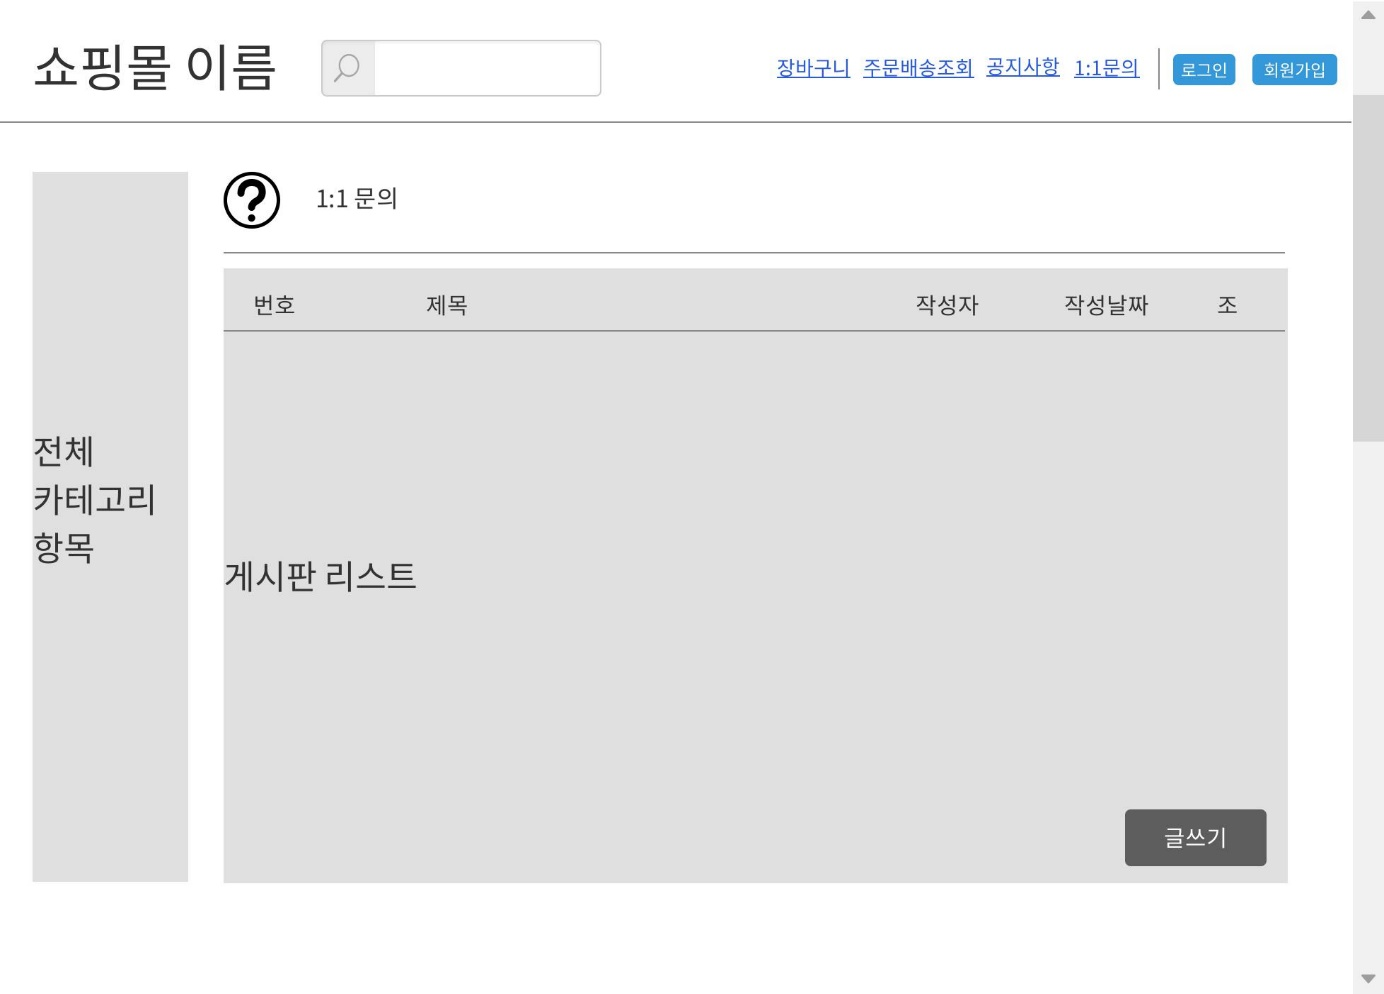 쇼핑몰 이름
장바구니 주문배송조회 공지사항 1:1문의 로그인 회원가입
1:1 문의
번호 제목 작성자 작성날짜 조
전체
카테고리
항목
게시판 리스트
글쓰기